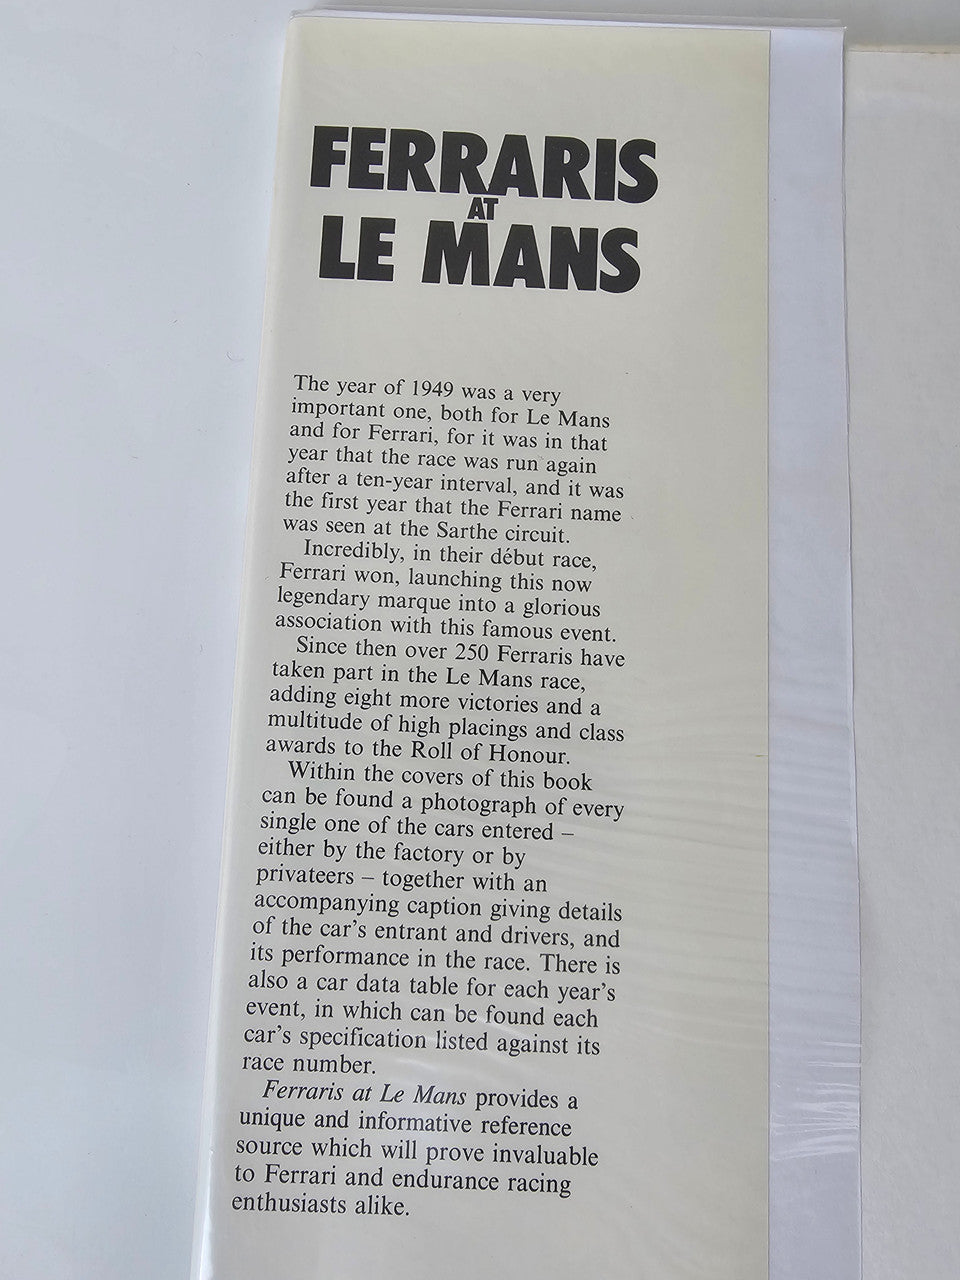 FERRARIS
AT
LE MANS
The year of 1949 was a very
important one, both for Le Mans
and for Ferrari, for it was in that
year that the race was run again
after a ten-year interval, and it was
the first year that the Ferrari name
was seen at the Sarthe circuit.
Incredibly, in their début race,
Ferrari won, launching this now
legendary marque into a glorious
association with this famous event.
Since then over 250 Ferraris have
taken part in the Le Mans race,
adding eight more victories and a
multitude of high placings and class
awards to the Roll of Honour.
Within the covers of this book
can be found a photograph of every
single one of the cars entered –
either by the factory or by
privateers – together with an
accompanying caption giving details
of the car's entrant and drivers, and
its performance in the race. There is
also a car data table for each year's
event, in which can be found each
car's specification listed against its
race number.
Ferraris at Le Mans provides a
unique and informative reference
source which will prove invaluable
to Ferrari and endurance racing
enthusiasts alike.